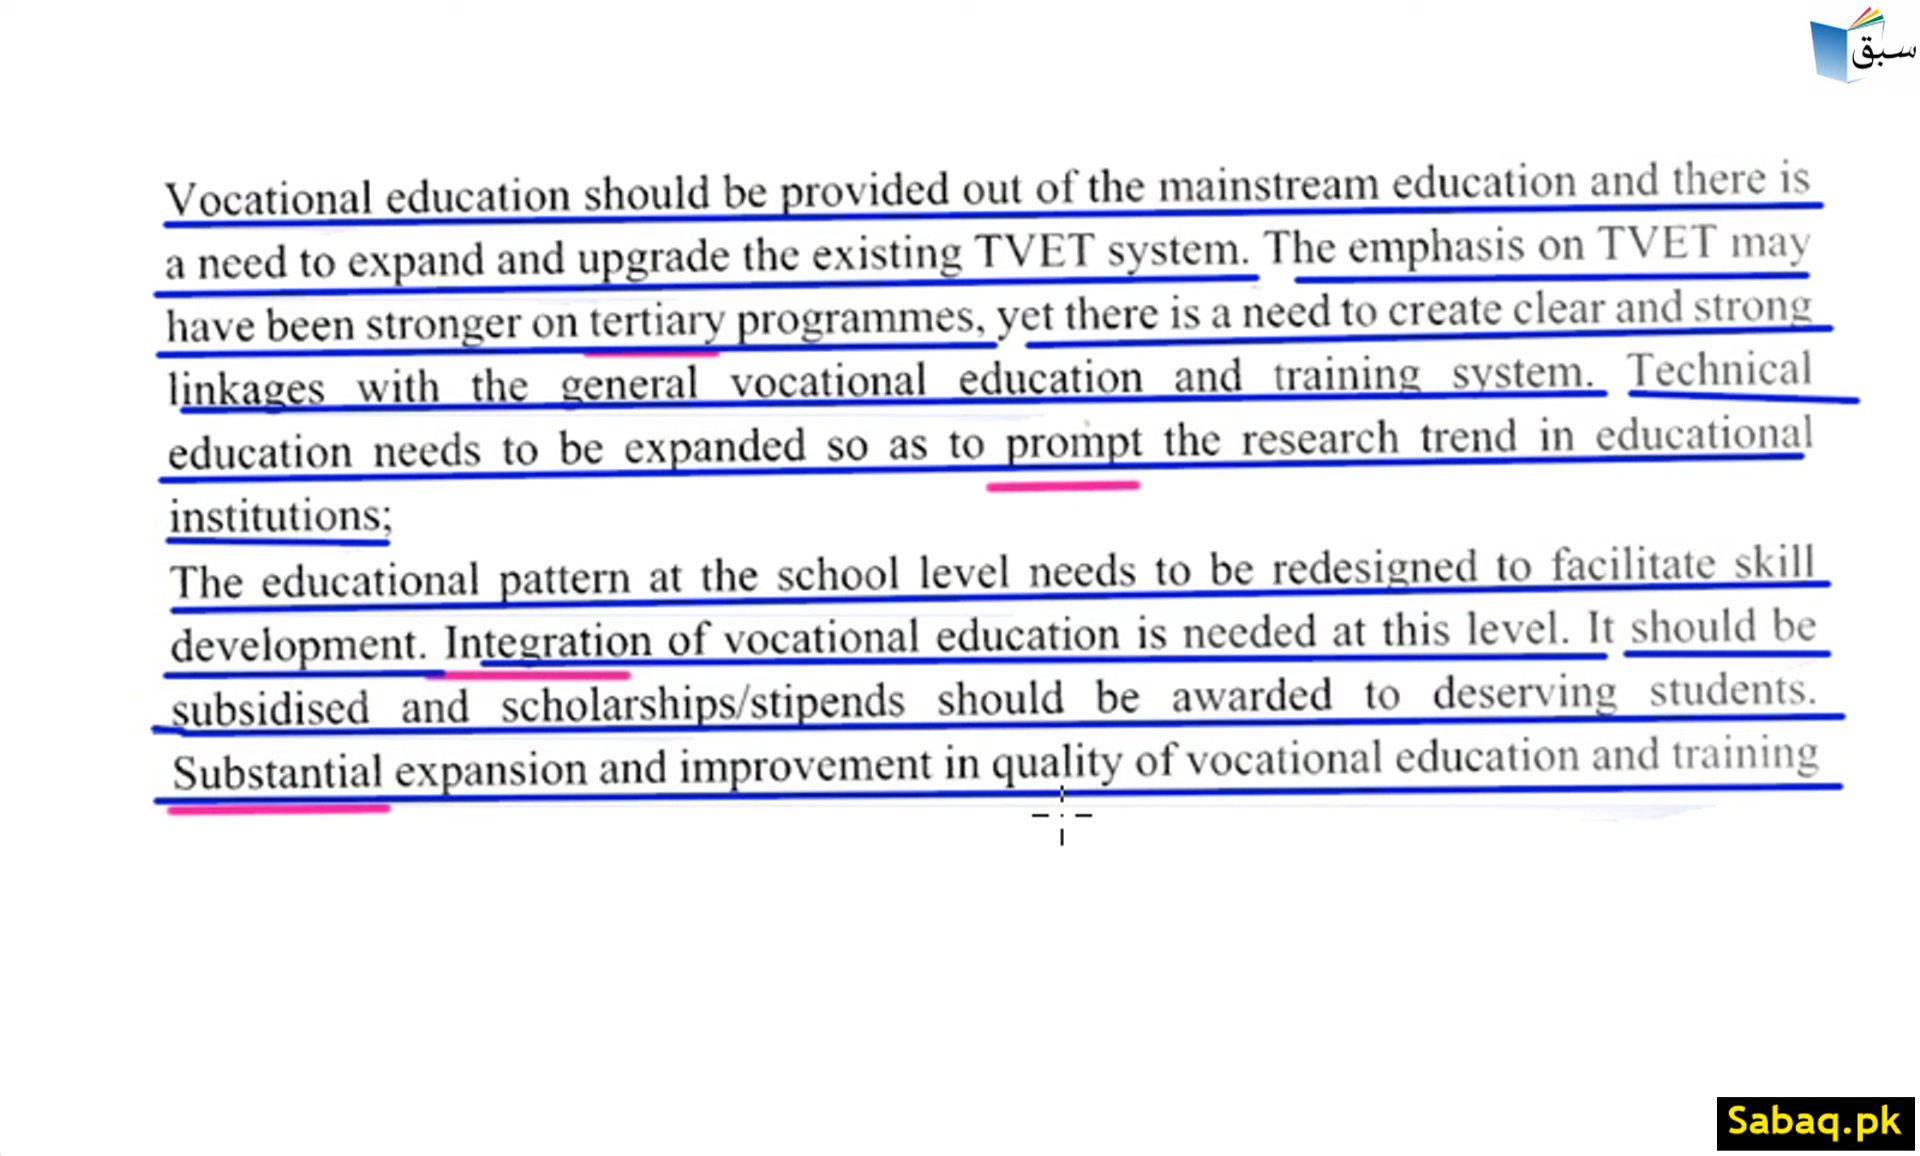 سبق
Vocational education should be provided out of the mainstream education and there is
a need to expand and upgrade the existing TVET system. The emphasis on TVET may
have been stronger on tertiary programmes, yet there is a need to create clear and strong
linkages with the general vocational education and training system. Technical
education needs to be expanded so as to prompt the research trend in educational
institutions;
The educational pattern at the school level needs to be redesigned to facilitate skill
development. Integration of vocational education is needed at this level. It should be
subsidised and scholarships/stipends should be awarded to deserving students.
Substantial expansion and improvement in quality of vocational education and training
Sabaq.pk